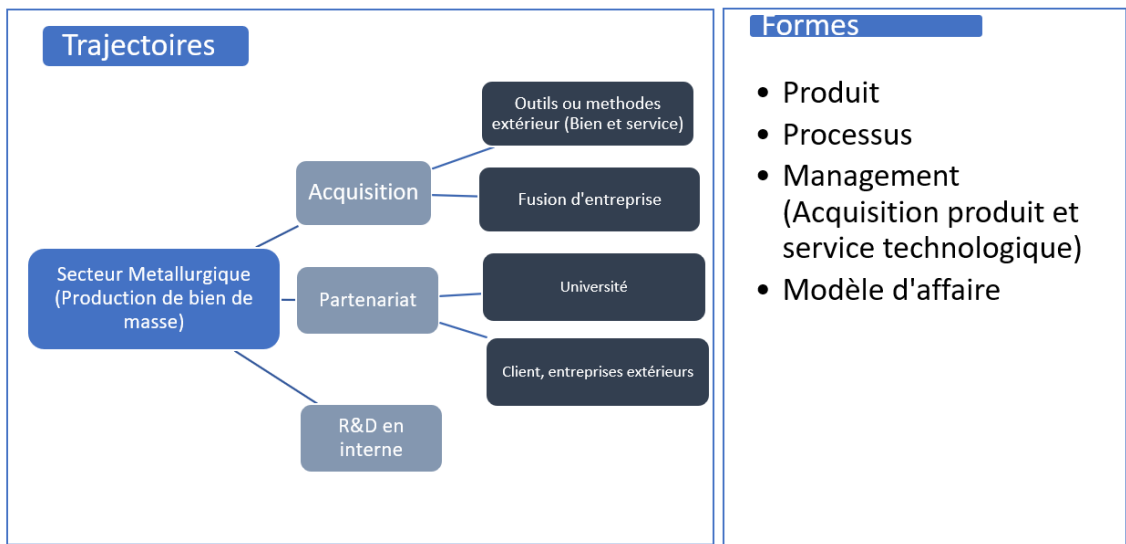 Trajectoires
Outils ou methodes
extérieur (Bien et service)
Acquisition
Fusion d'entreprise
Secteur Metallurgique
(Production de bien de
masse)
Partenariat
Université
Client, entreprises extérieurs
R&D en
interne
Formes
• Produit
• Processus
• Management
(Acquisition produit et
service technologique)
• Modèle d'affaire